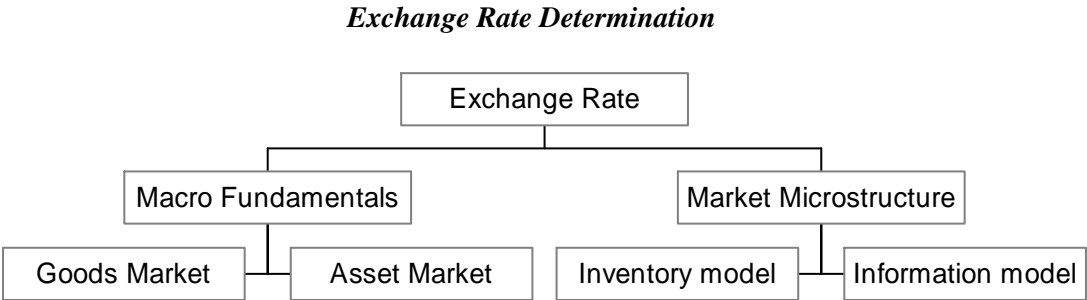 Exchange Rate Determination
Exchange Rate
Macro Fundamentals
Market Microstructure
Goods Market
Asset Market
Inventory model
Information model